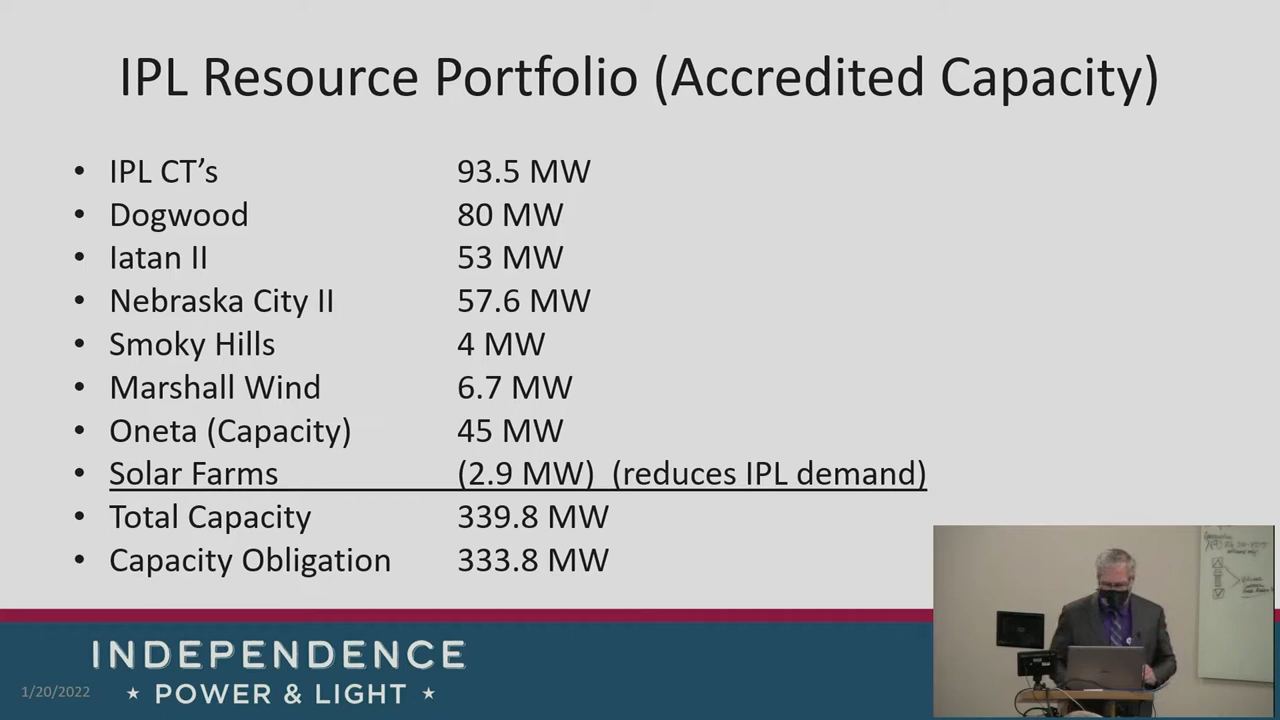 IPL Resource Portfolio (Accredited Capacity)
• IPL CT's 93.5 MW
• Dogwood 80 MW
• Iatan II 53 MW
• Nebraska City II 57.6 MW
• Smoky Hills 4 MW
• Marshall Wind 6.7 MW
• Oneta (Capacity) 45 MW
• Solar Farms (2.9 MW) (reduces IPL demand)
• Total Capacity 339.8 MW
• Capacity Obligation 333.8 MW
INDEPENDENCE
1/20/2022 ★ POWER & LIGHT ★